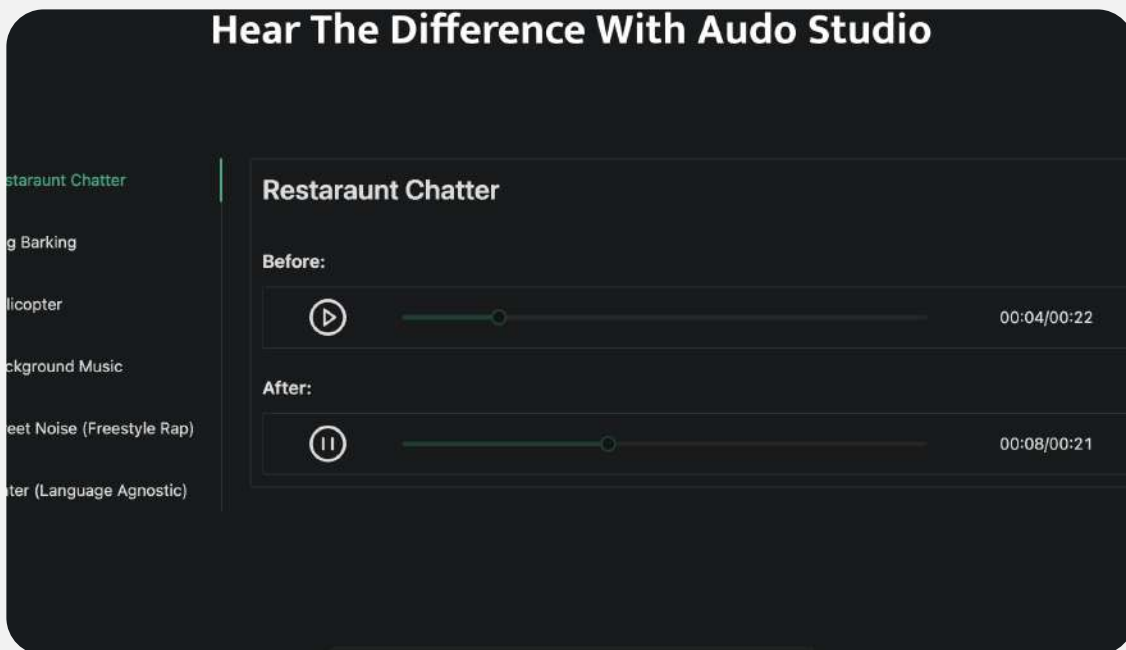 Hear The Difference With Audo Studio
staraunt Chatter
g Barking
licopter
ckground Music
eet Noise (Freestyle Rap)
ter (Language Agnostic)
Restaraunt Chatter
Before:
00:04/00:22
After:
00:08/00:21